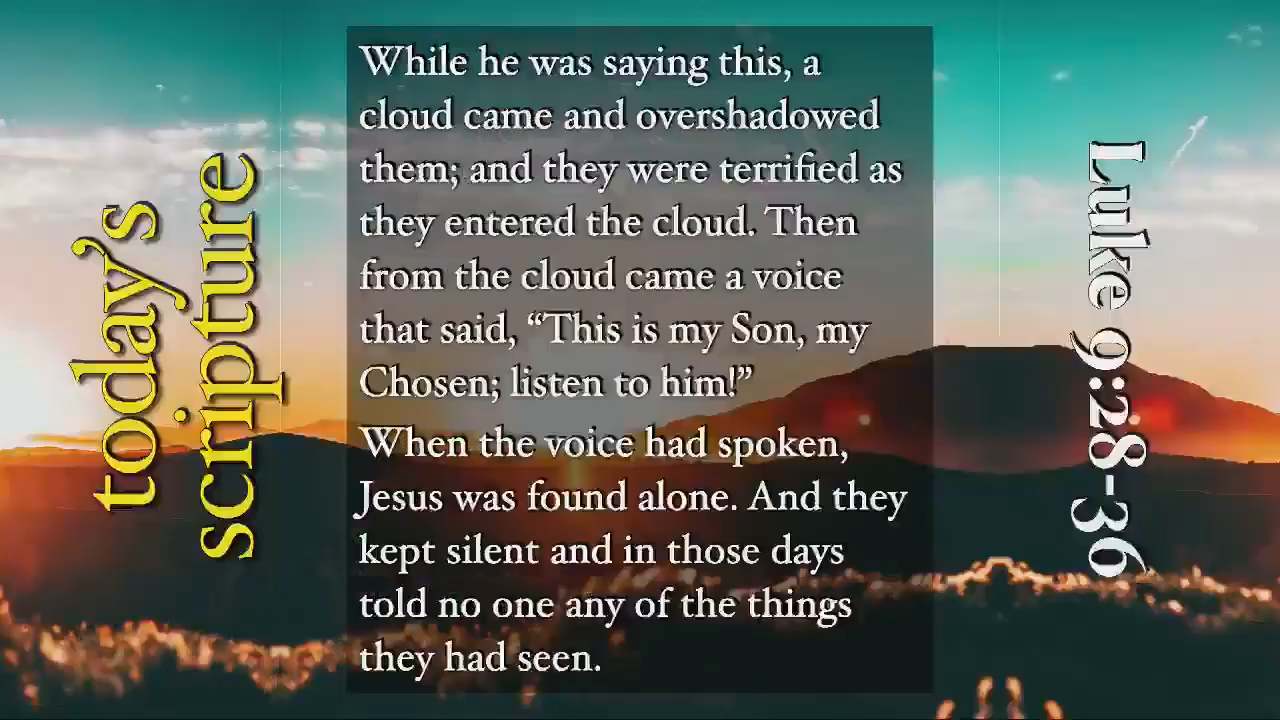 today's
scripture
While he was saying this, a
cloud came and overshadowed
them; and they were terrified as
they entered the cloud. Then
from the cloud came a voice
that said, “This is my Son, my
Chosen; listen to him!”
When the voice had spoken,
Jesus was found alone. And they
kept silent and in those days
told no one any of the things
they had seen.
Luke 9:28-36